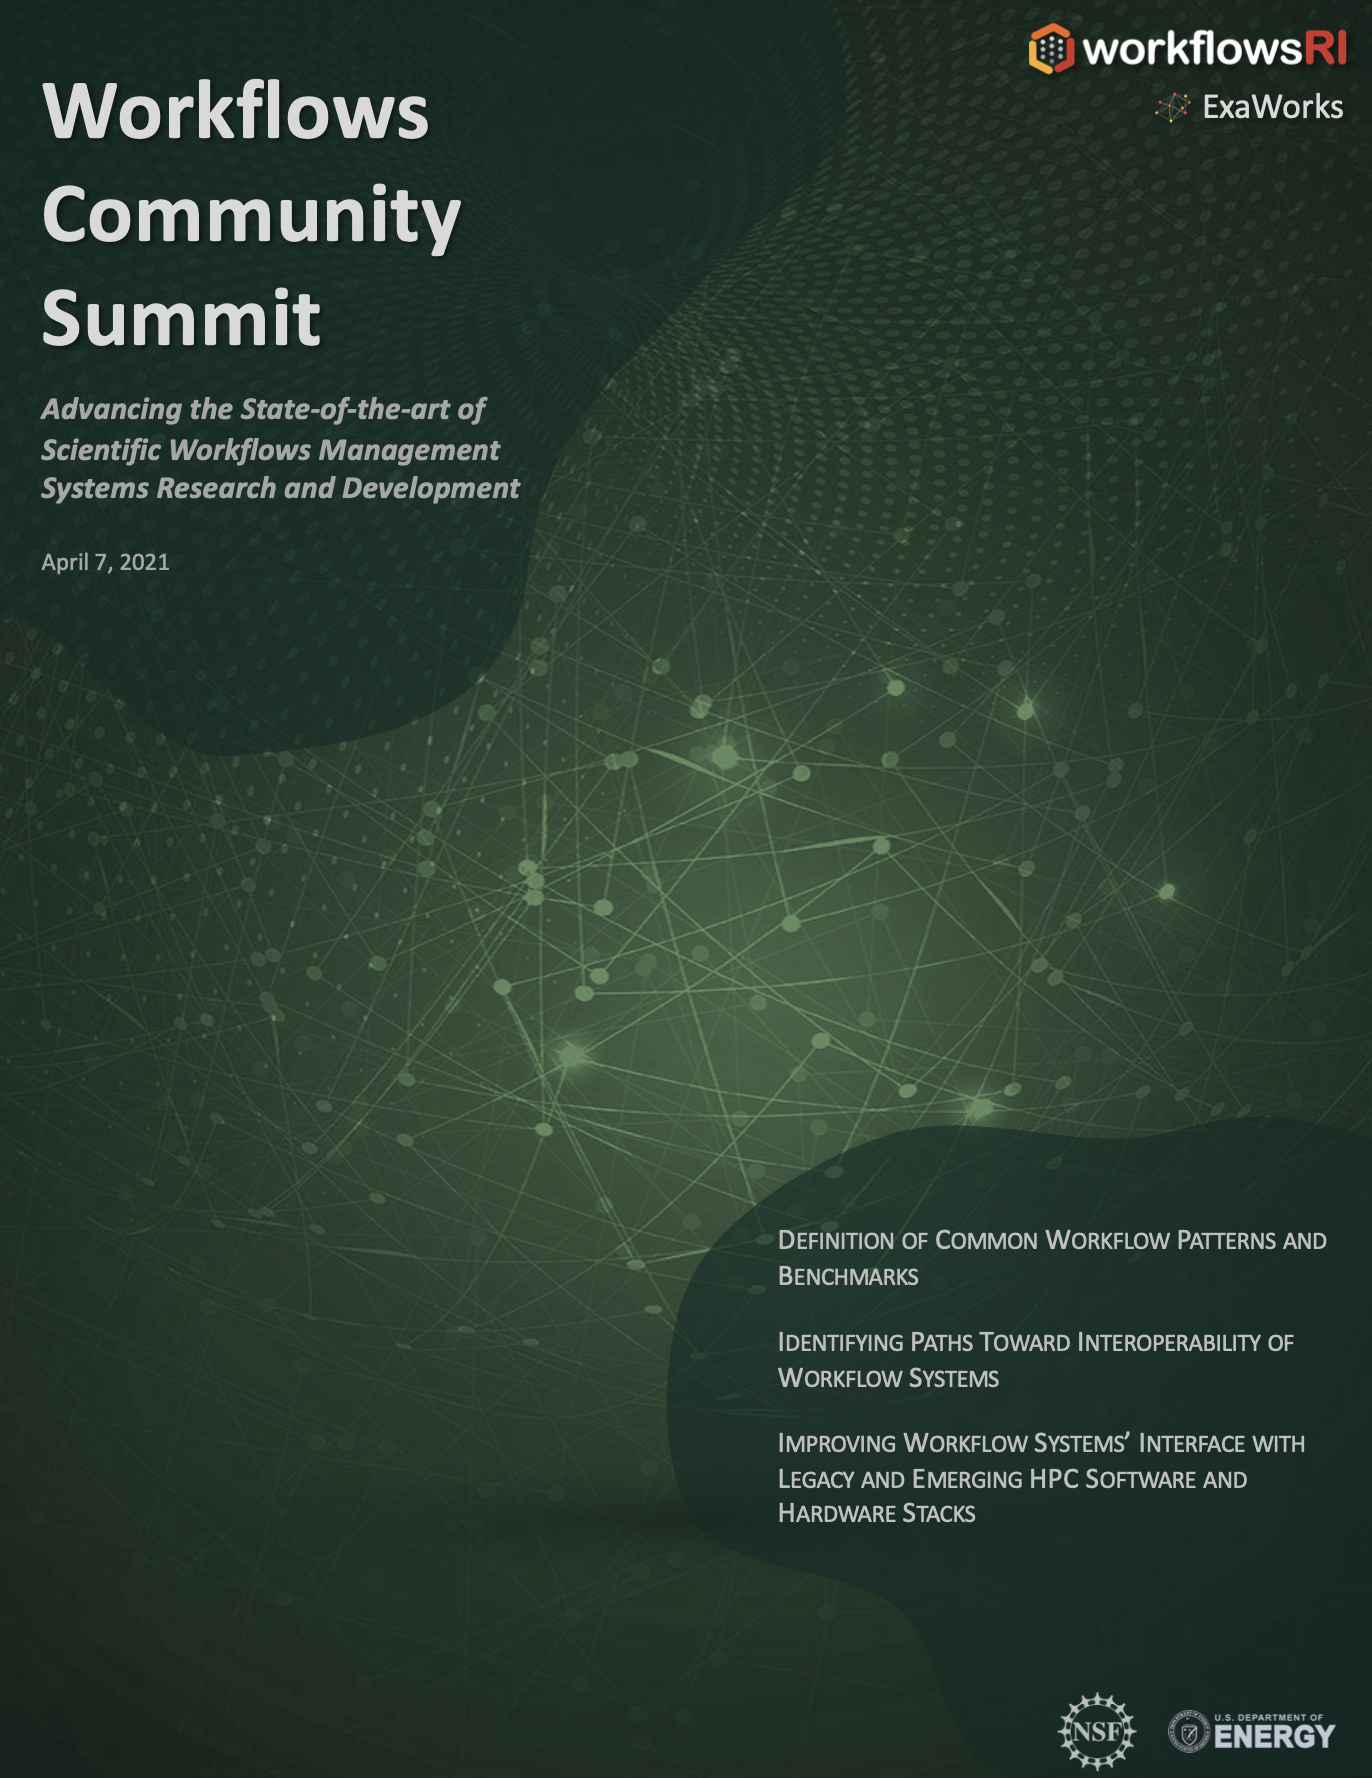 workflowsRI
ExaWorks
Workflows
Community
Summit
Advancing the State-of-the-art of
Scientific Workflows Management
Systems Research and Development
April 7, 2021
DEFINITION OF COMMON WORKFLOW PATTERNS AND
BENCHMARKS
IDENTIFYING PATHS TOWARD INTEROPERABILITY OF
WORKFLOW SYSTEMS
IMPROVING WORKFLOW SYSTEMS’ INTERFACE WITH
LEGACY AND EMERGING HPC SOFTWARE AND
HARDWARE STACKS
NSF
U.S. DEPARTMENT OF
ENERGY